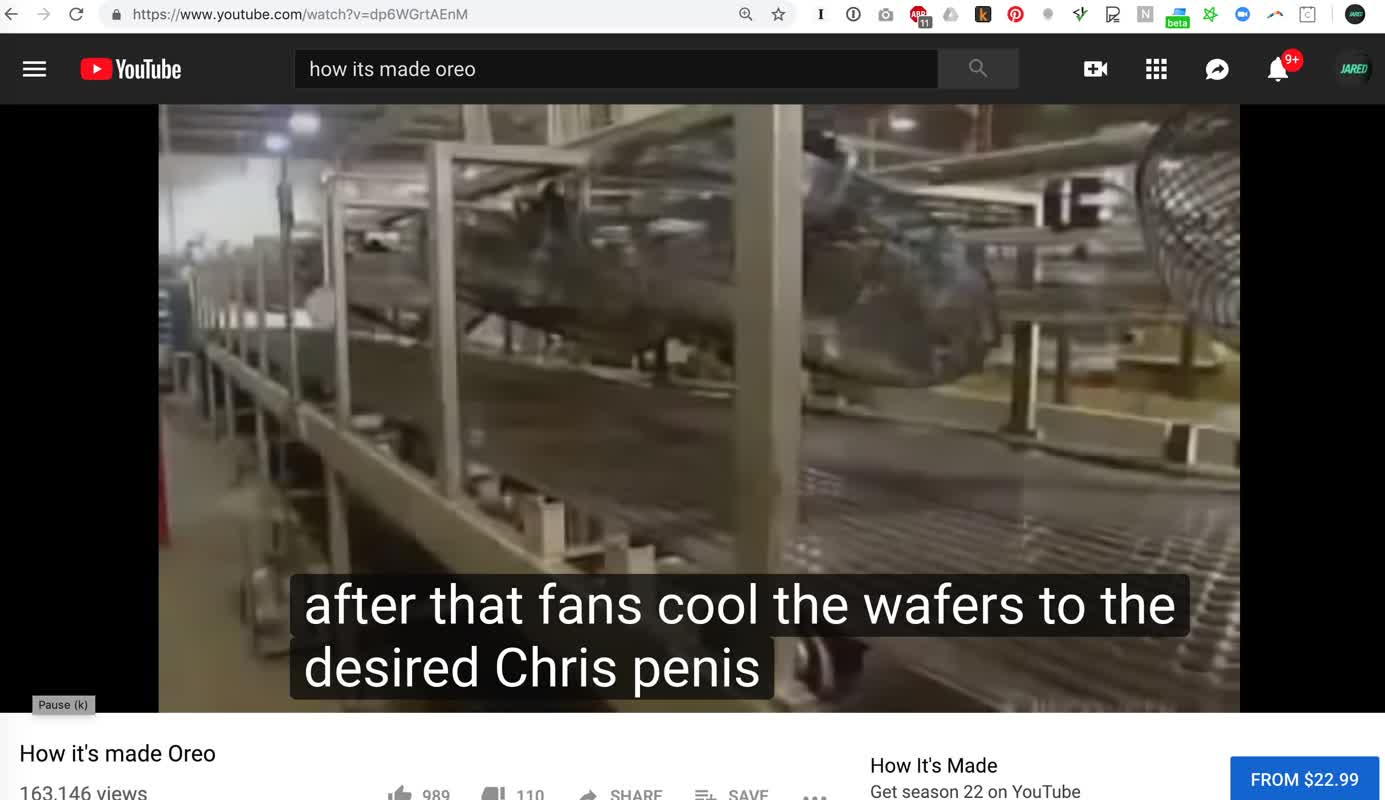 https://www.youtube.com/watch?v=dp6WGrtAEnM
ABP
11
k
N
beta
YouTube
how its made oreo
9+
JARED
after that fans cool the wafers to the
desired Chris penis
Pause (k)
How it's made Oreo
163,146 views
989
110
SHARE
SAVE
How It's Made
Get season 22 on YouTube
FROM $22.99